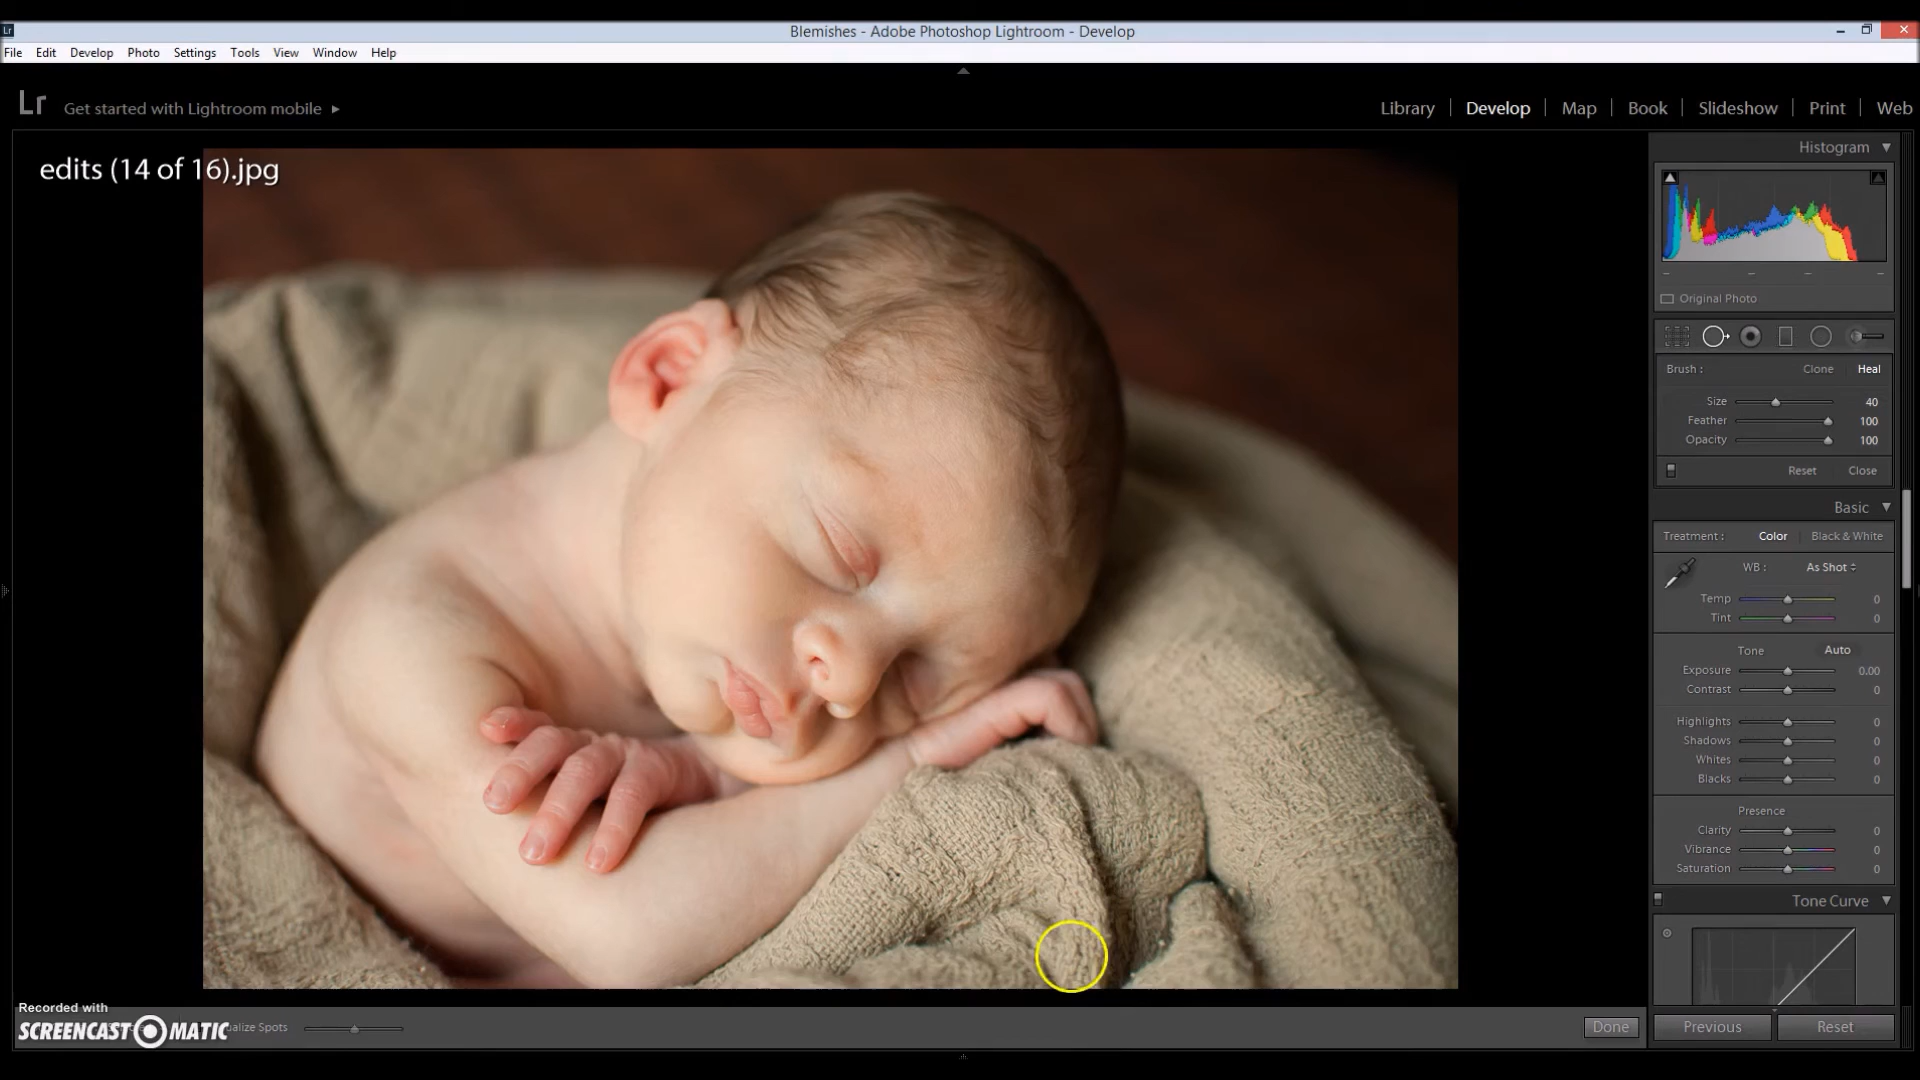 Lr
Blemishes - Adobe Photoshop Lightroom - Develop
File Edit Develop Photo Settings Tools View Window Help
Lr Get started with Lightroom mobile
Library Develop Map Book Slideshow Print Web
edits (14 of 16).jpg
Histogram
Original Photo
Brush : Clone Heal
Size 40
Feather 100
Opacity 100
Reset Close
Basic
Treatment : Color Black & White
WB : As Shot
Temp 0
Tint 0
Tone Auto
Exposure 0.00
Contrast 0
Highlights 0
Shadows 0
Whites 0
Blacks 0
Presence
Clarity 0
Vibrance 0
Saturation 0
Tone Curve
Recorded with
SCREENCAST MATIC
Spots
Done Previous Reset